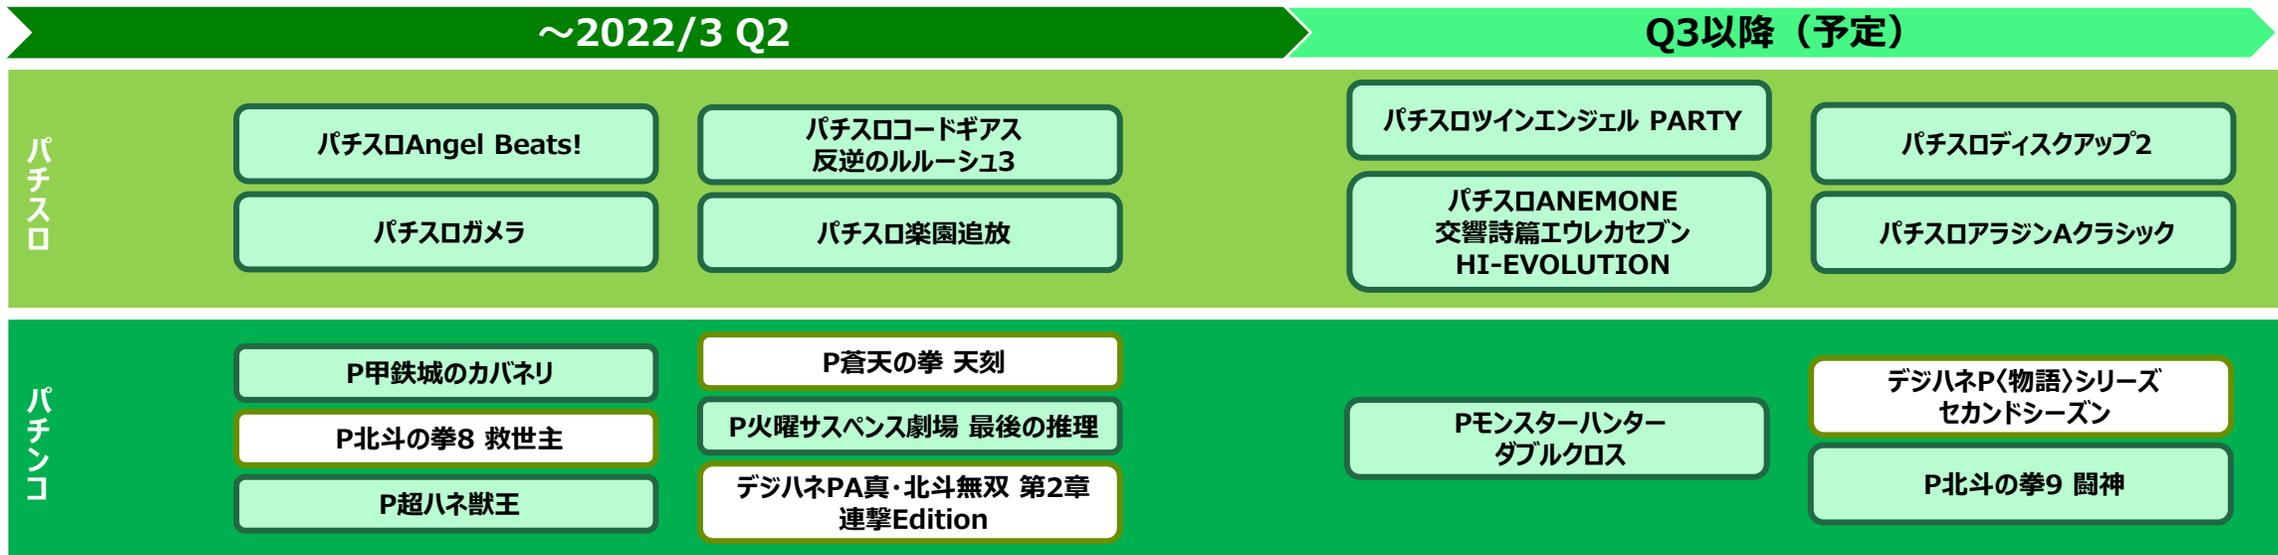 ～2022/3 Q2
Q3以降（予定）
パチスロ
パチスロAngel Beats!
パチスロガメラ
パチスロコードギアス
反逆のルルーシュ3
パチスロ楽園追放
パチスロツインエンジェル PARTY
パチスロANEMONE
交響詩篇エウレカセブン
HI-EVOLUTION
パチスロディスクアップ2
パチスロアラジンAクラシック
パチンコ
P甲鉄城のカバネリ
P北斗の拳8 救世主
P超ハネ獣王
P蒼天の拳 天刻
P火曜サスペンス劇場 最後の推理
デジハネPA真・北斗無双 第2章
連撃Edition
Pモンスターハンター
ダブルクロス
デジハネP〈物語〉シリーズ
セカンドシーズン
P北斗の拳9 闘神